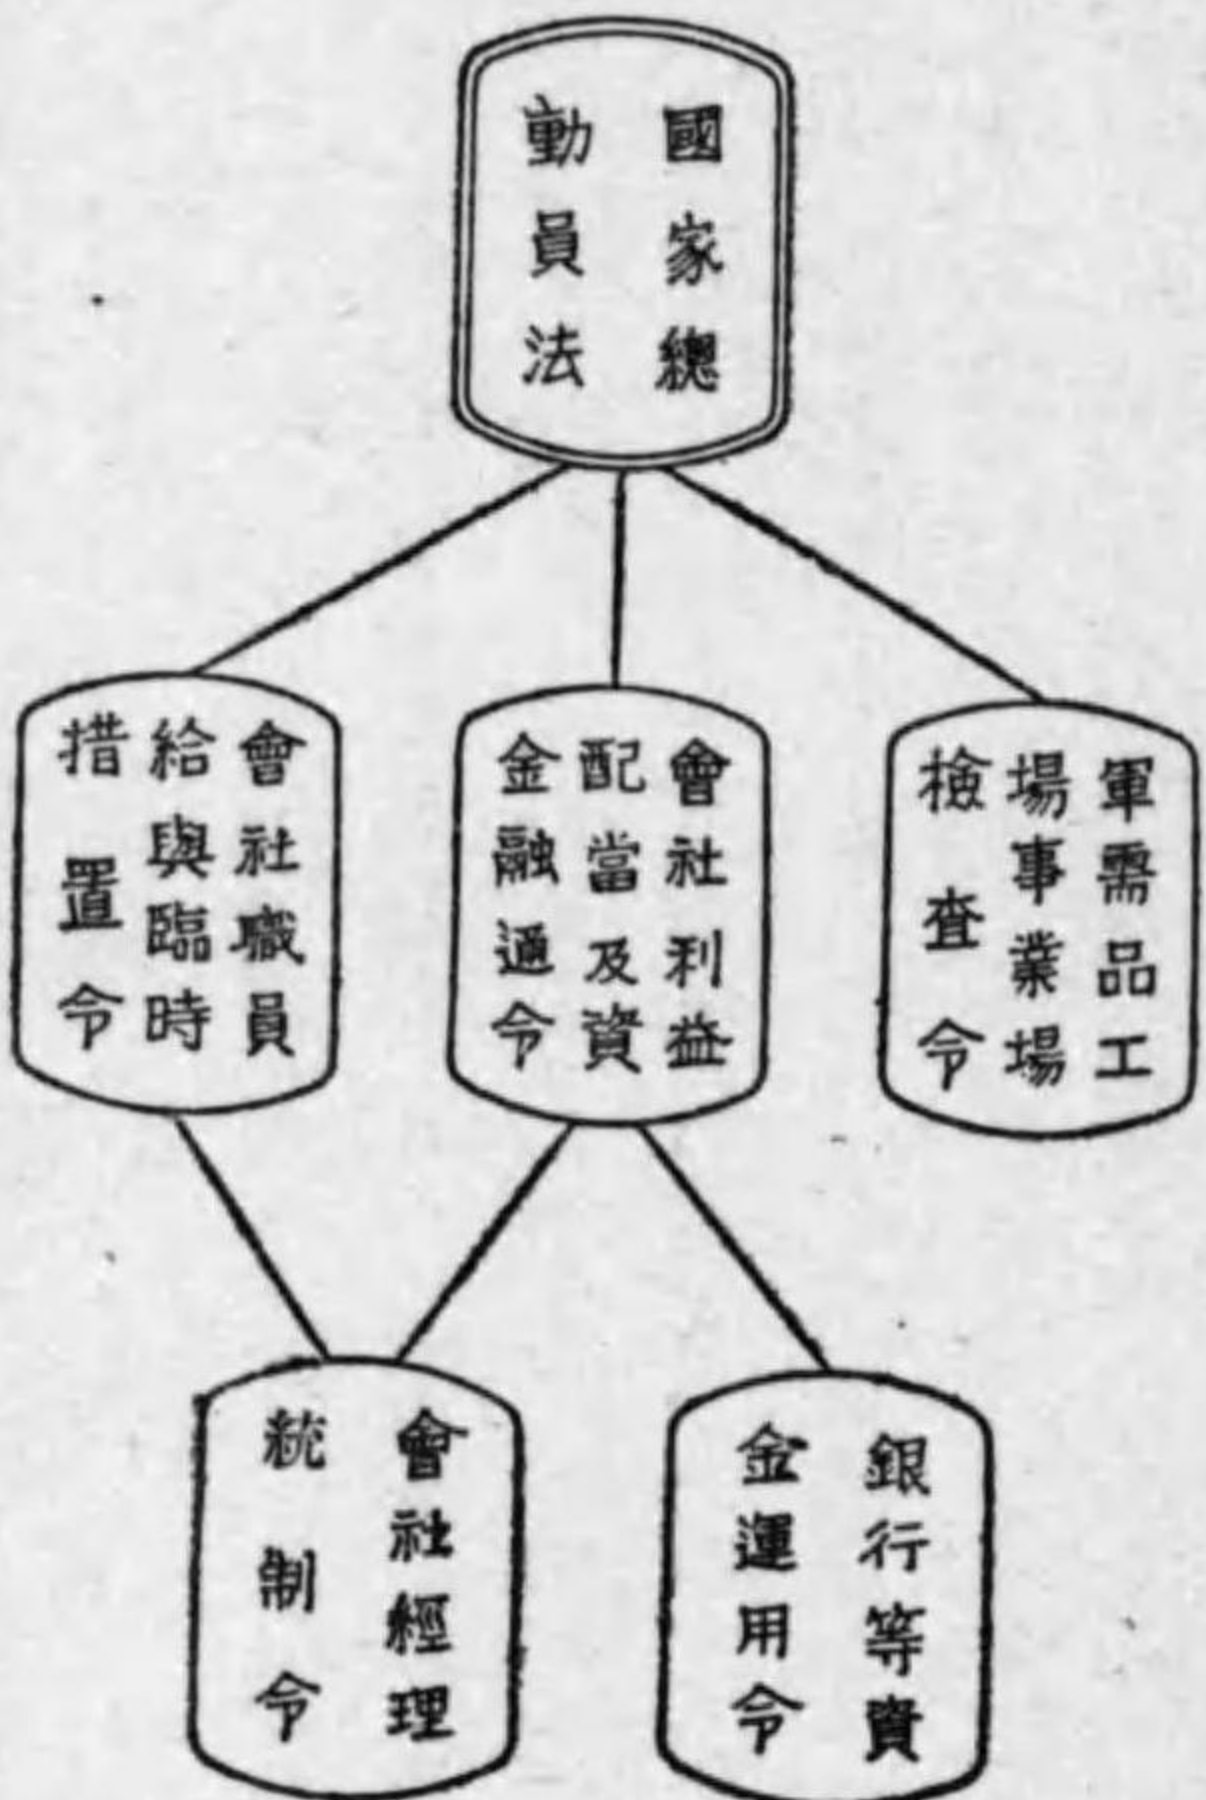 國家總
動員法
軍需品工
場事業場
檢査令
會社利益
配當及資
金融通令
會社職員
給與臨時
措置令
銀行等資
金運用令
會社經理
統制令